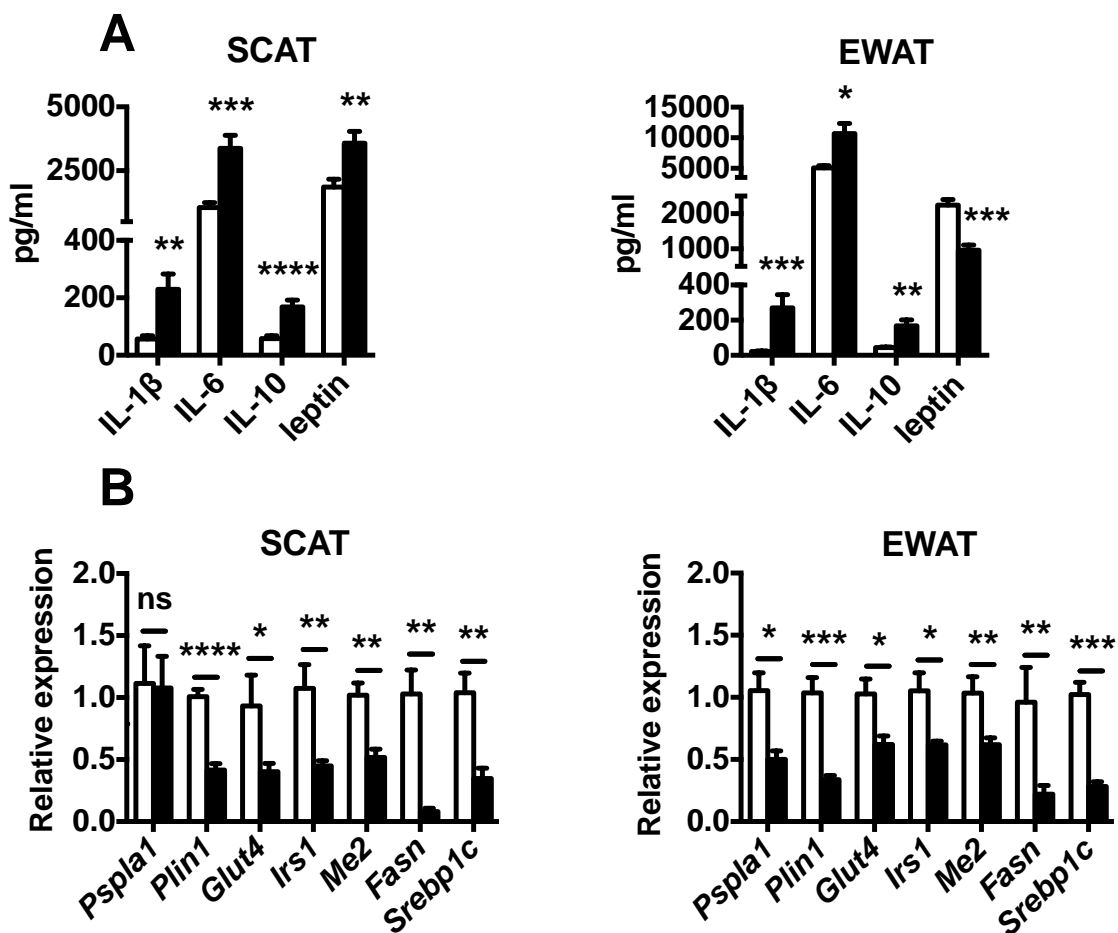 A
SCAT
pg/ml
5000
2500
400
200
0
**
***
****
**
IL-1β
IL-6
IL-10
leptin
EWAT
pg/ml
15000
10000
5000
2000
1000
400
200
0
***
*
**
***
IL-1β
IL-6
IL-10
leptin
B
SCAT
Relative expression
2.0
1.5
1.0
0.5
0.0
ns
****
*
**
**
**
**
Pspla1
Plin1
Glut4
Irs1
Me2
Fasn
Srebp1c
EWAT
Relative expression
2.0
1.5
1.0
0.5
0.0
*
***
*
*
**
**
***
Pspla1
Plin1
Glut4
Irs1
Me2
Fasn
Srebp1c